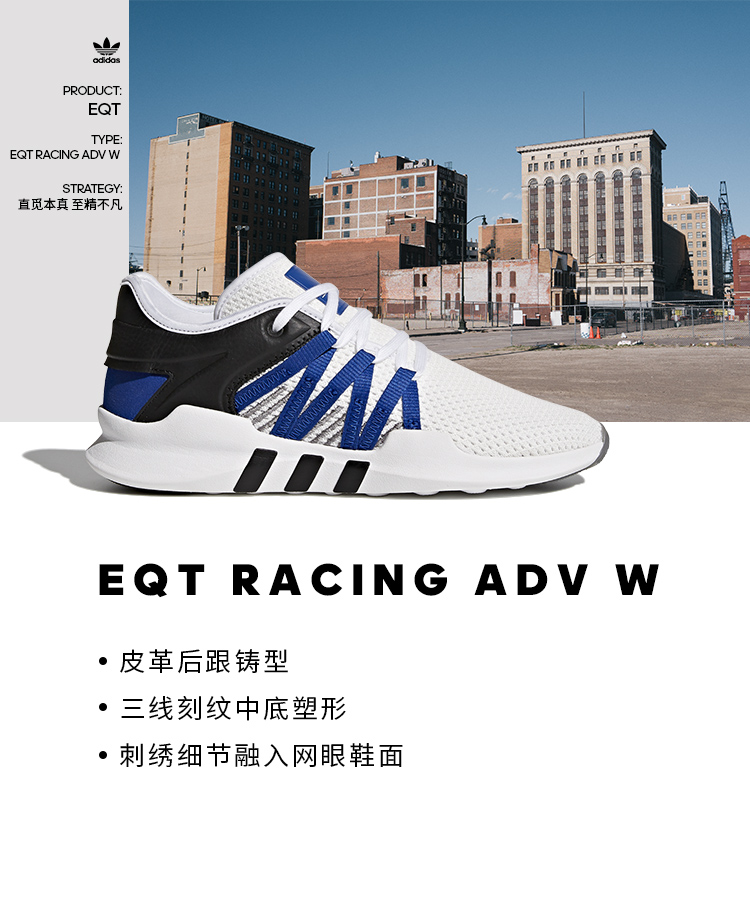 adidas
PRODUCT:
EQT
TYPE:
EQT RACING ADV W
STRATEGY:
直觅本真 至精不凡
EQT RACING ADV W
• 皮革后跟铸型
• 三线刻纹中底塑形
• 刺绣细节融入网眼鞋面